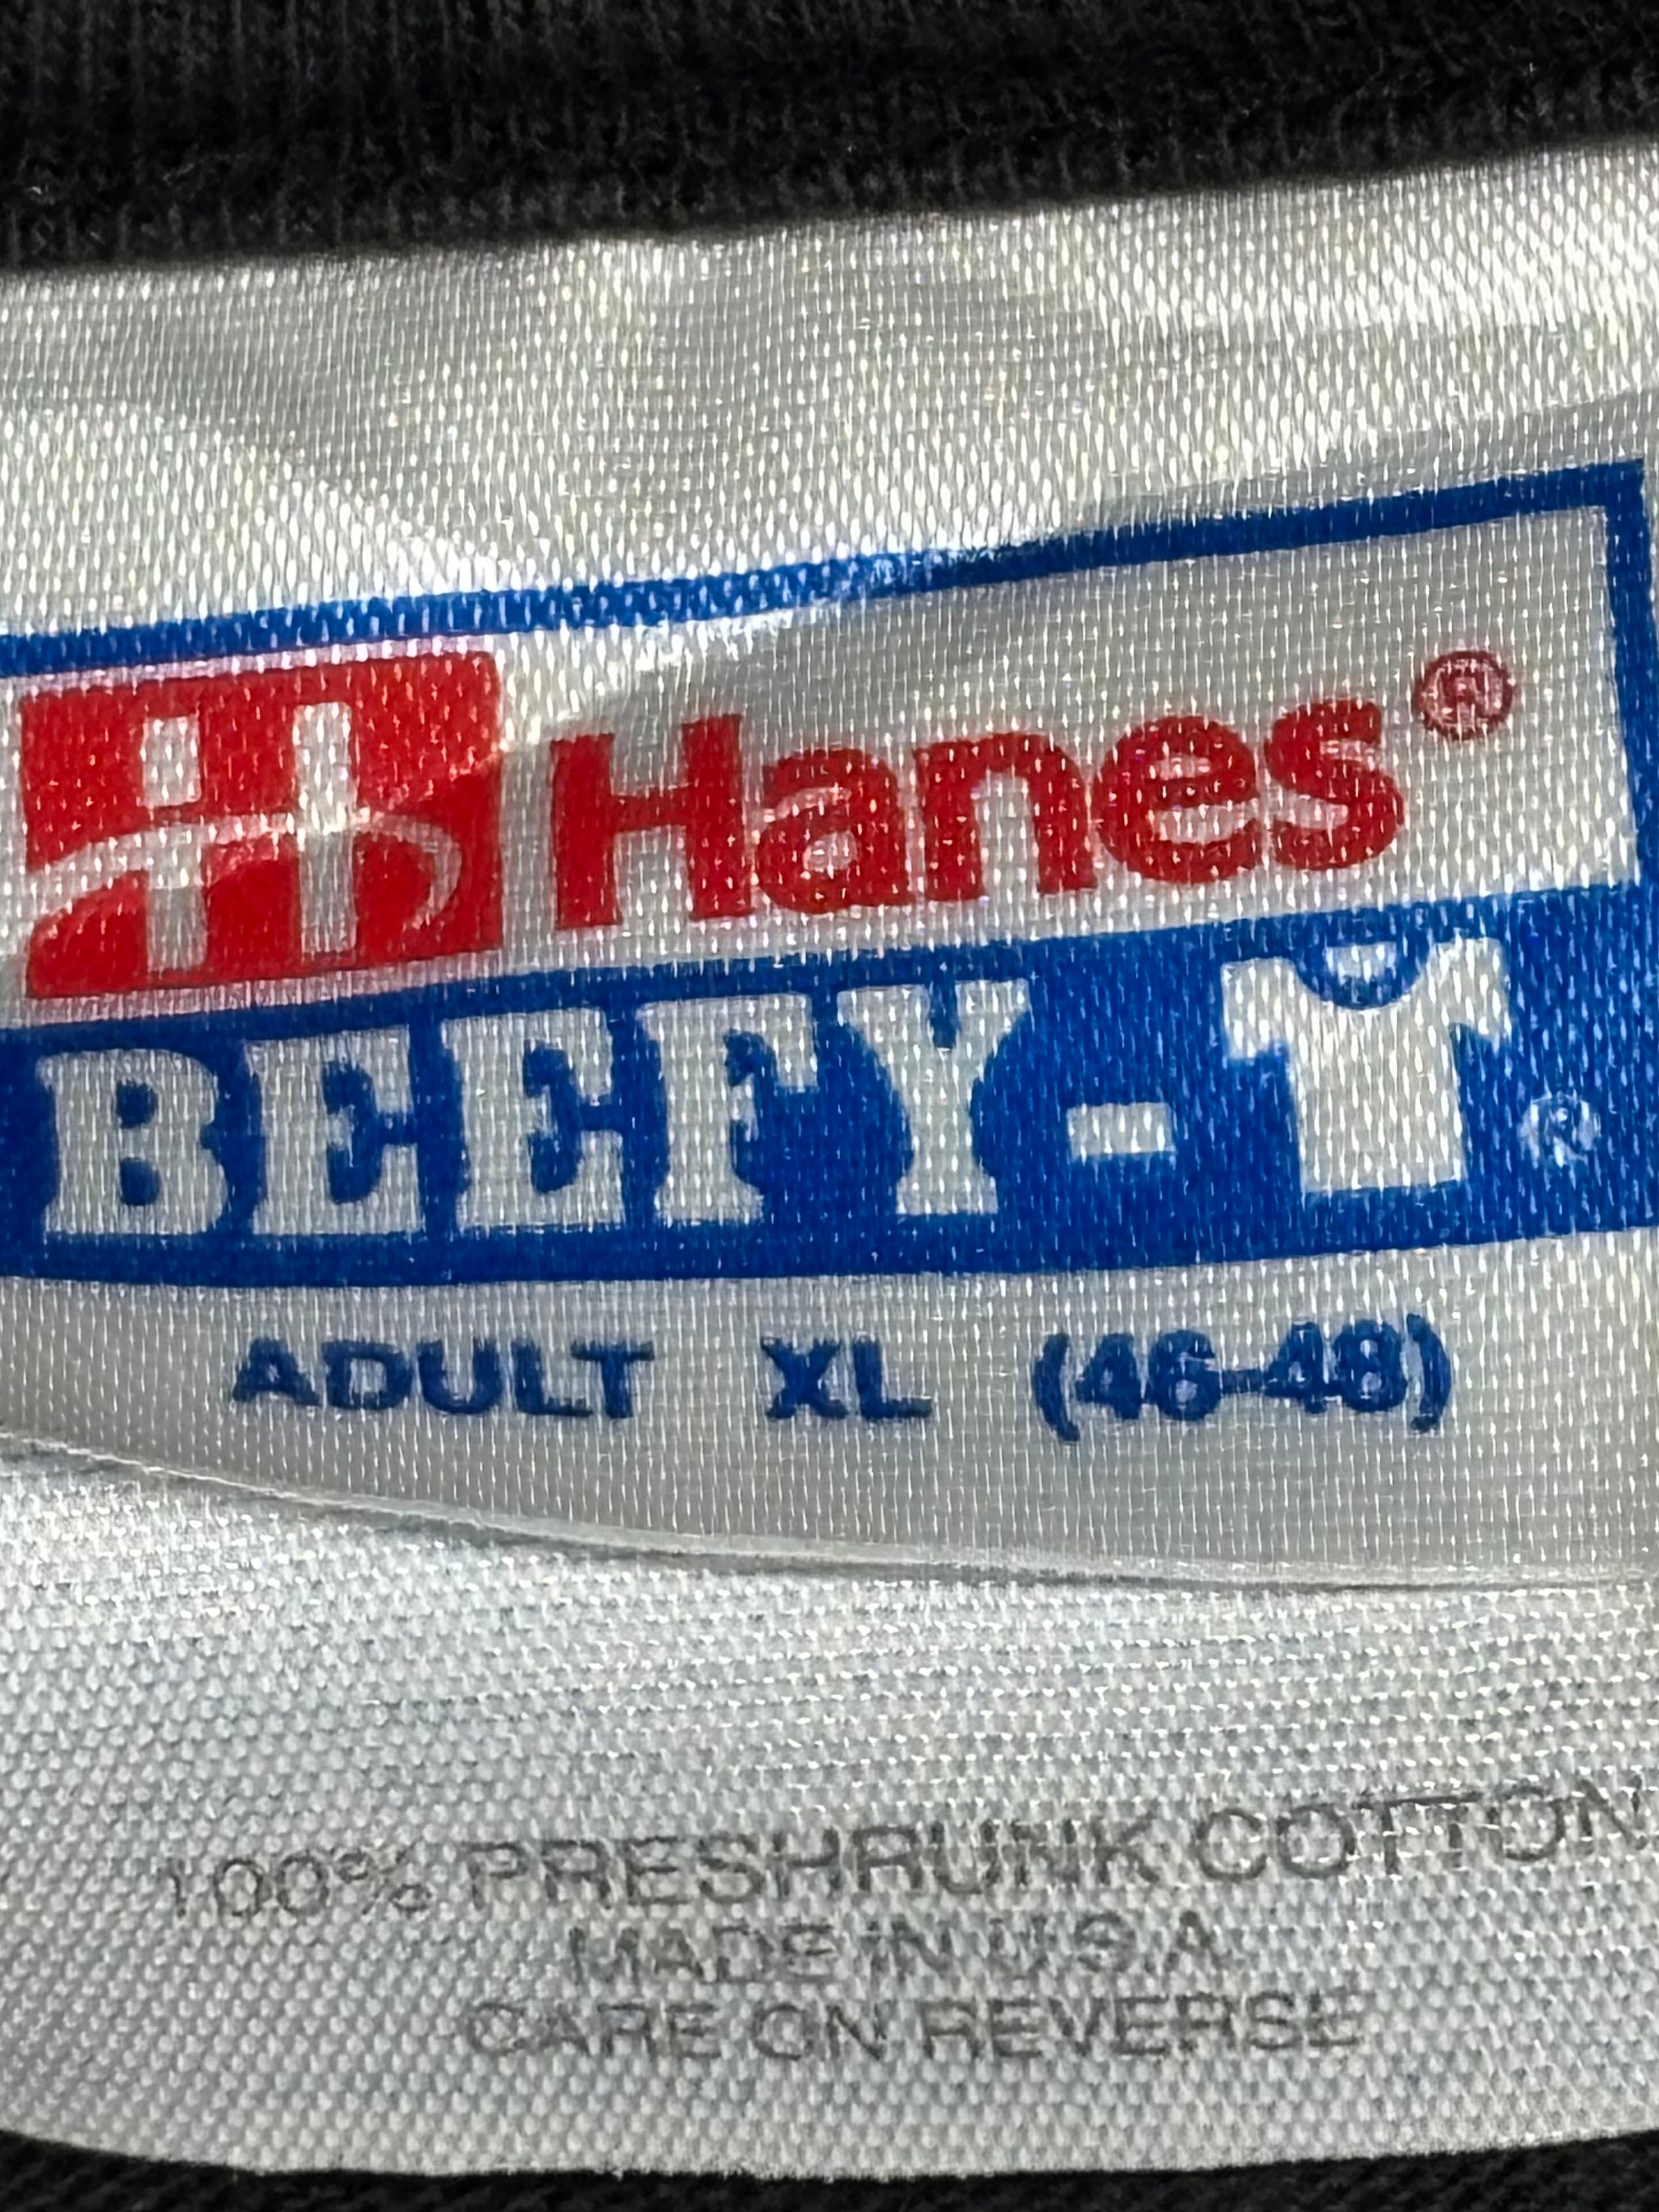 H Hanes®
BEEFY-T®
ADULT XL (46-48)
100% PRESHRUNK COTTON
MADE IN U.S.A.
CARE ON REVERSE